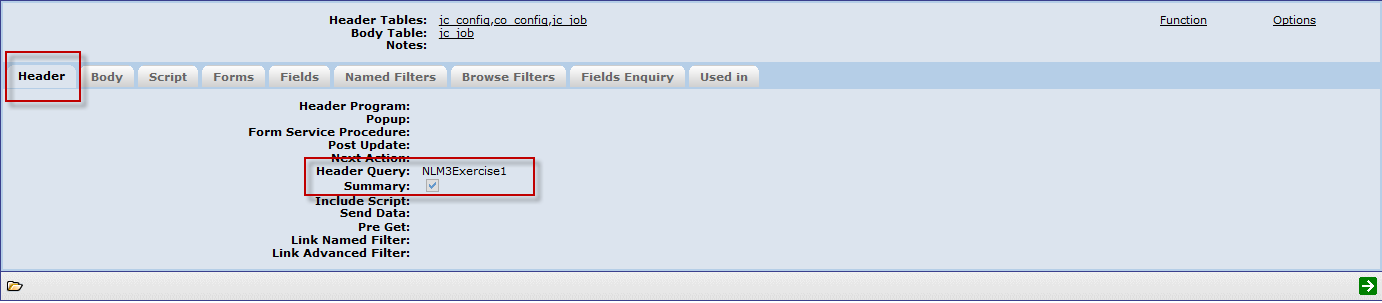 Header Tables: jc_config,co_config,jc_job Function Options
Body Table: jc_job
Notes:
Header Body Script Forms Fields Named Filters Browse Filters Fields Enquiry Used in
Header Program:
Popup:
Form Service Procedure:
Post Update:
Next Action:
Header Query: NLM3Exercise1
Summary:
Include Script:
Send Data:
Pre Get:
Link Named Filter:
Link Advanced Filter: